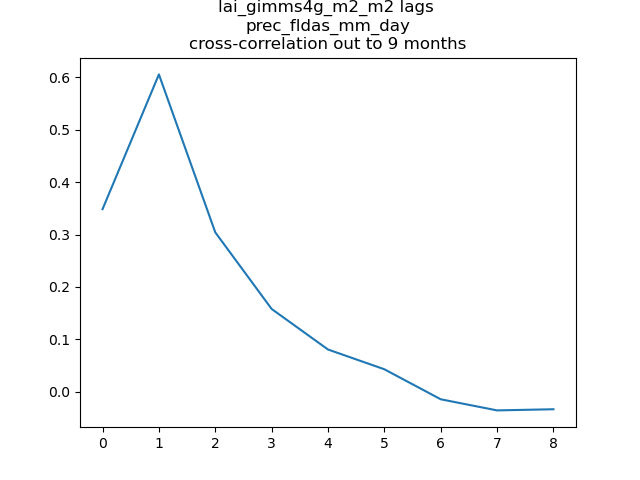 lai_gimms4g_m2_m2 lags
prec_fldas_mm_day
cross-correlation out to 9 months
0.6
0.5
0.4
0.3
0.2
0.1
0.0
0 1 2 3 4 5 6 7 8